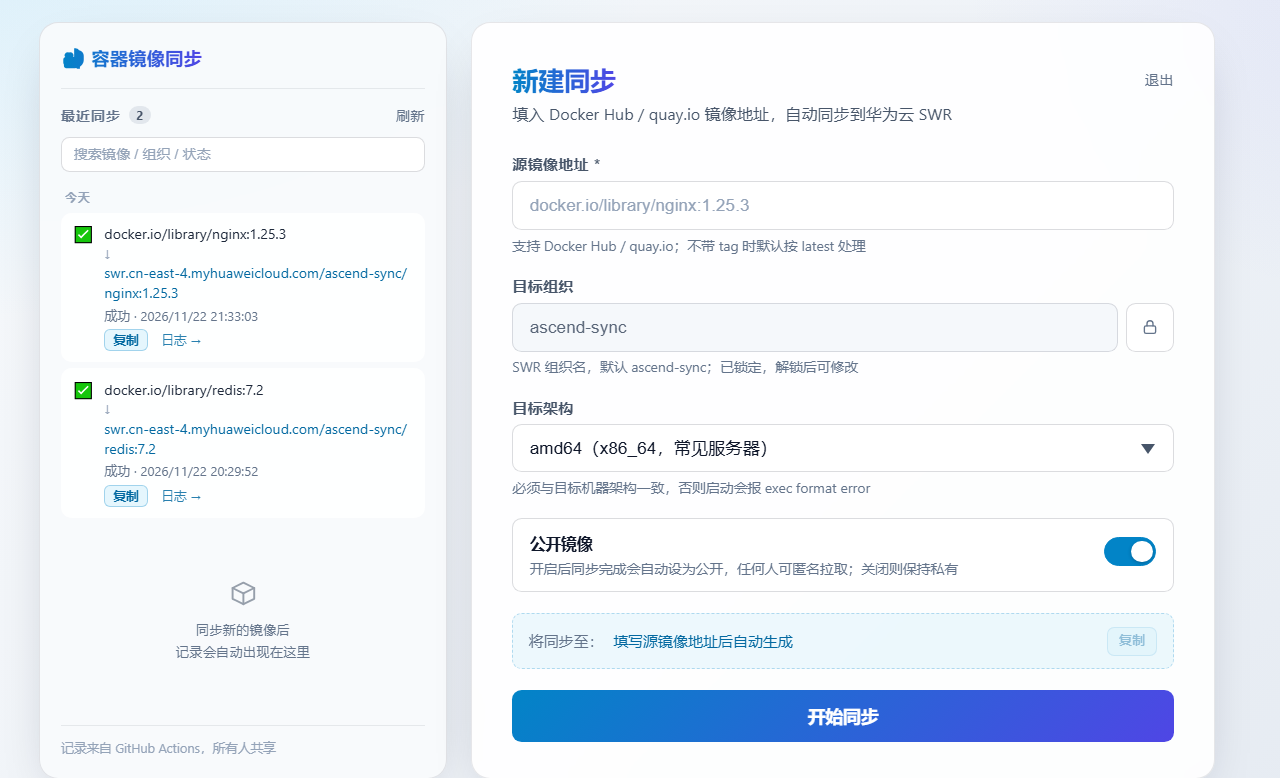 容器镜像同步
最近同步 2 刷新
搜索镜像 / 组织 / 状态
今天
docker.io/library/nginx:1.25.3
↓
swr.cn-east-4.myhuaweicloud.com/ascend-sync/
nginx:1.25.3
成功 · 2026/11/22 21:33:03
复制 日志 →
docker.io/library/redis:7.2
↓
swr.cn-east-4.myhuaweicloud.com/ascend-sync/
redis:7.2
成功 · 2026/11/22 20:29:52
复制 日志 →
同步新的镜像后
记录会自动出现在这里
记录来自 GitHub Actions，所有人共享
新建同步 退出
填入 Docker Hub / quay.io 镜像地址，自动同步到华为云 SWR
源镜像地址 *
docker.io/library/nginx:1.25.3
支持 Docker Hub / quay.io；不带 tag 时默认按 latest 处理
目标组织
ascend-sync
SWR 组织名，默认 ascend-sync；已锁定，解锁后可修改
目标架构
amd64（x86_64，常见服务器）
必须与目标机器架构一致，否则启动会报 exec format error
公开镜像
开启后同步完成会自动设为公开，任何人可匿名拉取；关闭则保持私有
将同步至： 填写源镜像地址后自动生成 复制
开始同步